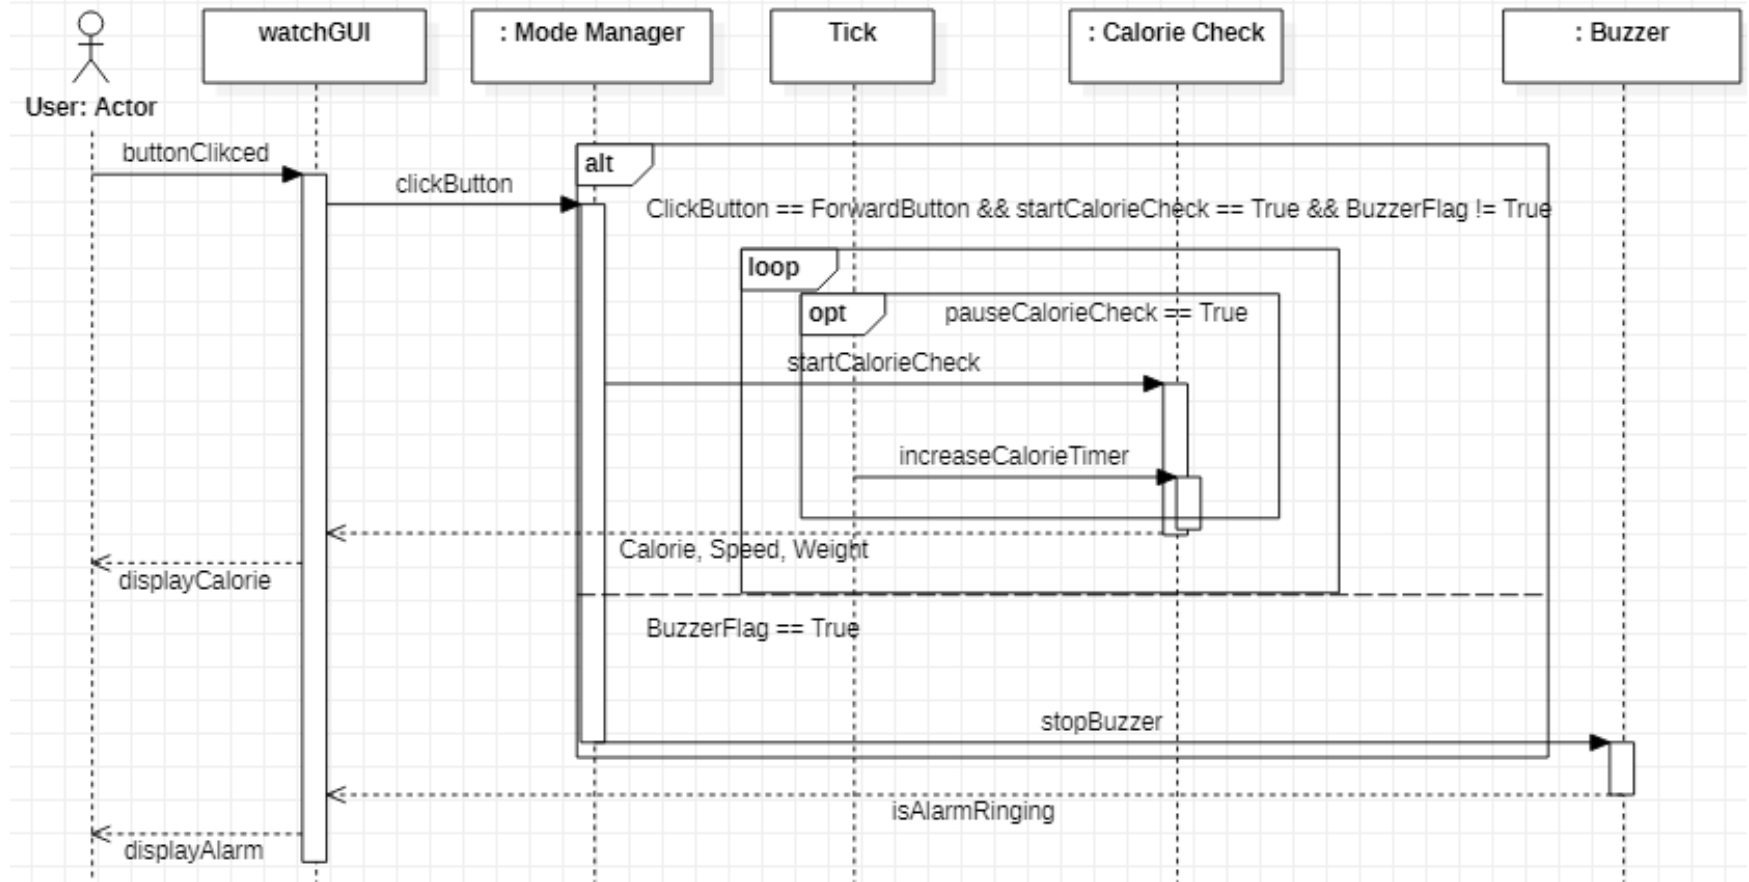 watchGUI
: Mode Manager
Tick
: Calorie Check
: Buzzer
User: Actor
buttonClikced
clickButton
alt
ClickButton == ForwardButton && startCalorieCheck == True && BuzzerFlag != True
loop
opt
pauseCalorieCheck == True
startCalorieCheck
increaseCalorieTimer
Calorie, Speed, Weight
displayCalorie
BuzzerFlag == True
stopBuzzer
isAlarmRinging
displayAlarm